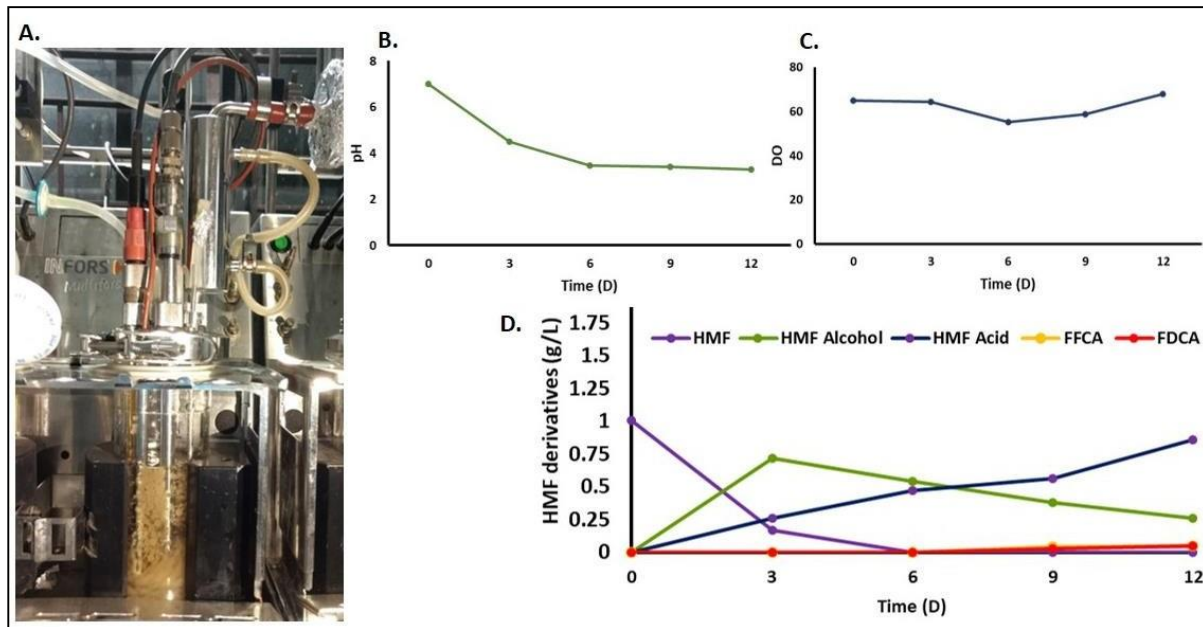 A.
INFORS
B.
8
6
4
2
0
pH
0 3 6 9 12
Time (D)
C.
80
60
40
20
0
DO
0 3 6 9 12
Time (D)
D.
HMF HMF Alcohol HMF Acid FFCA FDCA
1.75
1.5
1.25
1
0.75
0.5
0.25
0
HMF derivatives (g/L)
0 3 6 9 12
Time (D)